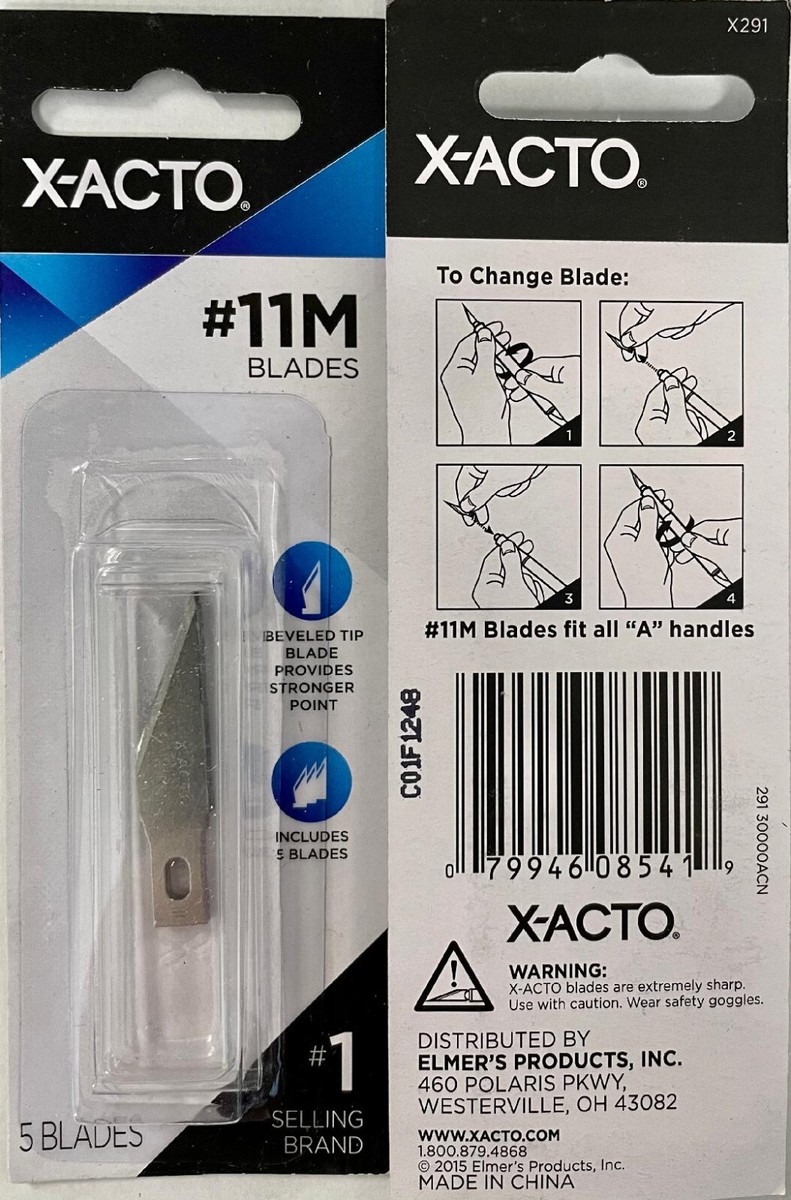 X-ACTO®
#11M
BLADES
BEVELED TIP
BLADE
PROVIDES
STRONGER
POINT
INCLUDES
5 BLADES
#1
SELLING
BRAND
5 BLADES
X291
X-ACTO®
To Change Blade:
1
2
3
4
#11M Blades fit all “A” handles
C01F1248
0 79946 08541 9
291 30000ACN
X-ACTO®
WARNING:
X-ACTO blades are extremely sharp.
Use with caution. Wear safety goggles.
DISTRIBUTED BY
ELMER'S PRODUCTS, INC.
460 POLARIS PKWY,
WESTERVILLE, OH 43082
WWW.XACTO.COM
1.800.879.4868
© 2015 Elmer's Products, Inc.
MADE IN CHINA